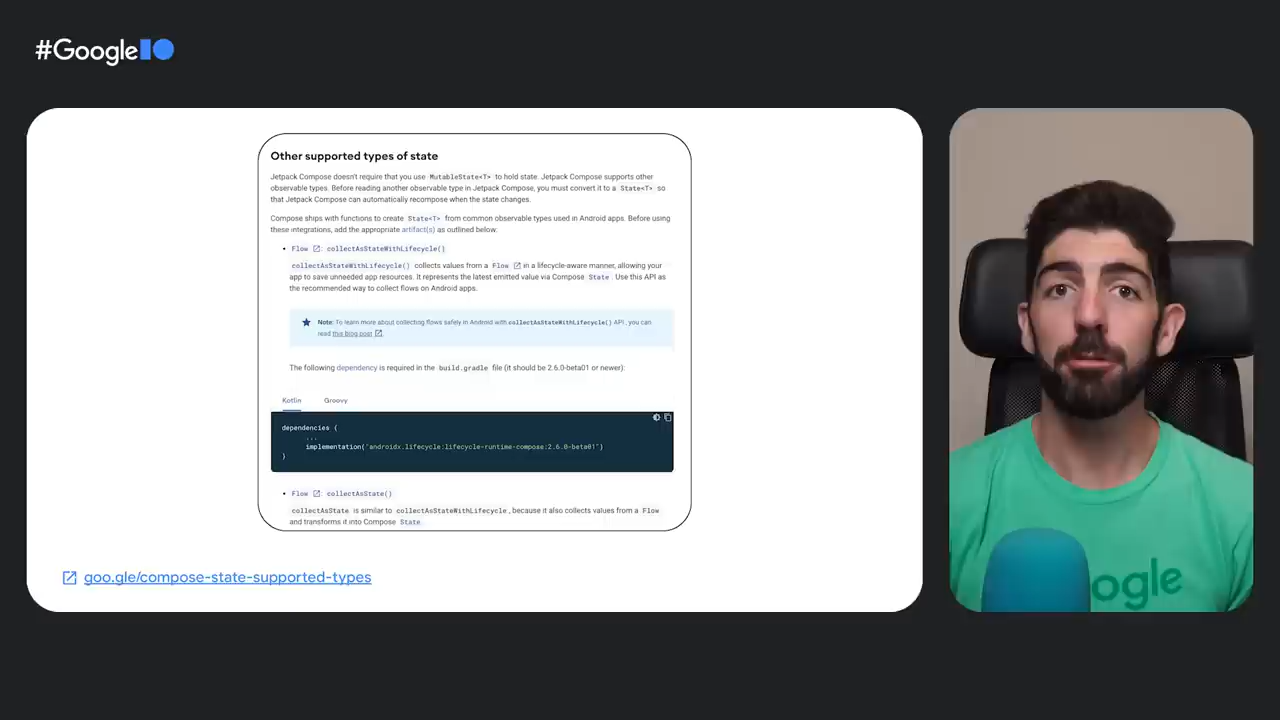 #Google IO
Other supported types of state
Jetpack Compose doesn't require that you use MutableState<T> to hold state. Jetpack Compose supports other
observable types. Before reading another observable type in Jetpack Compose, you must convert it to a State<T> so
that Jetpack Compose can automatically recompose when the state changes.
Compose ships with functions to create State<T> from common observable types used in Android apps. Before using
these integrations, add the appropriate artifact(s) as outlined below:
• Flow : collectAsStateWithLifecycle()
collectAsStateWithLifecycle() collects values from a Flow in a lifecycle-aware manner, allowing your
app to save unneeded app resources. It represents the latest emitted value via Compose State. Use this API as
the recommended way to collect flows on Android apps.
Note: To learn more about collecting flows safely in Android with collectAsStateWithLifecycle() API, you can
read this blog post .
The following dependency is required in the build.gradle file (it should be 2.6.0-beta01 or newer):
Kotlin Groovy
dependencies {
...
implementation("androidx.lifecycle:lifecycle-runtime-compose:2.6.0-beta01")
}
• Flow : collectAsState()
collectAsState is similar to collectAsStateWithLifecycle, because it also collects values from a Flow
and transforms it into Compose State
goo.gle/compose-state-supported-types
oogle